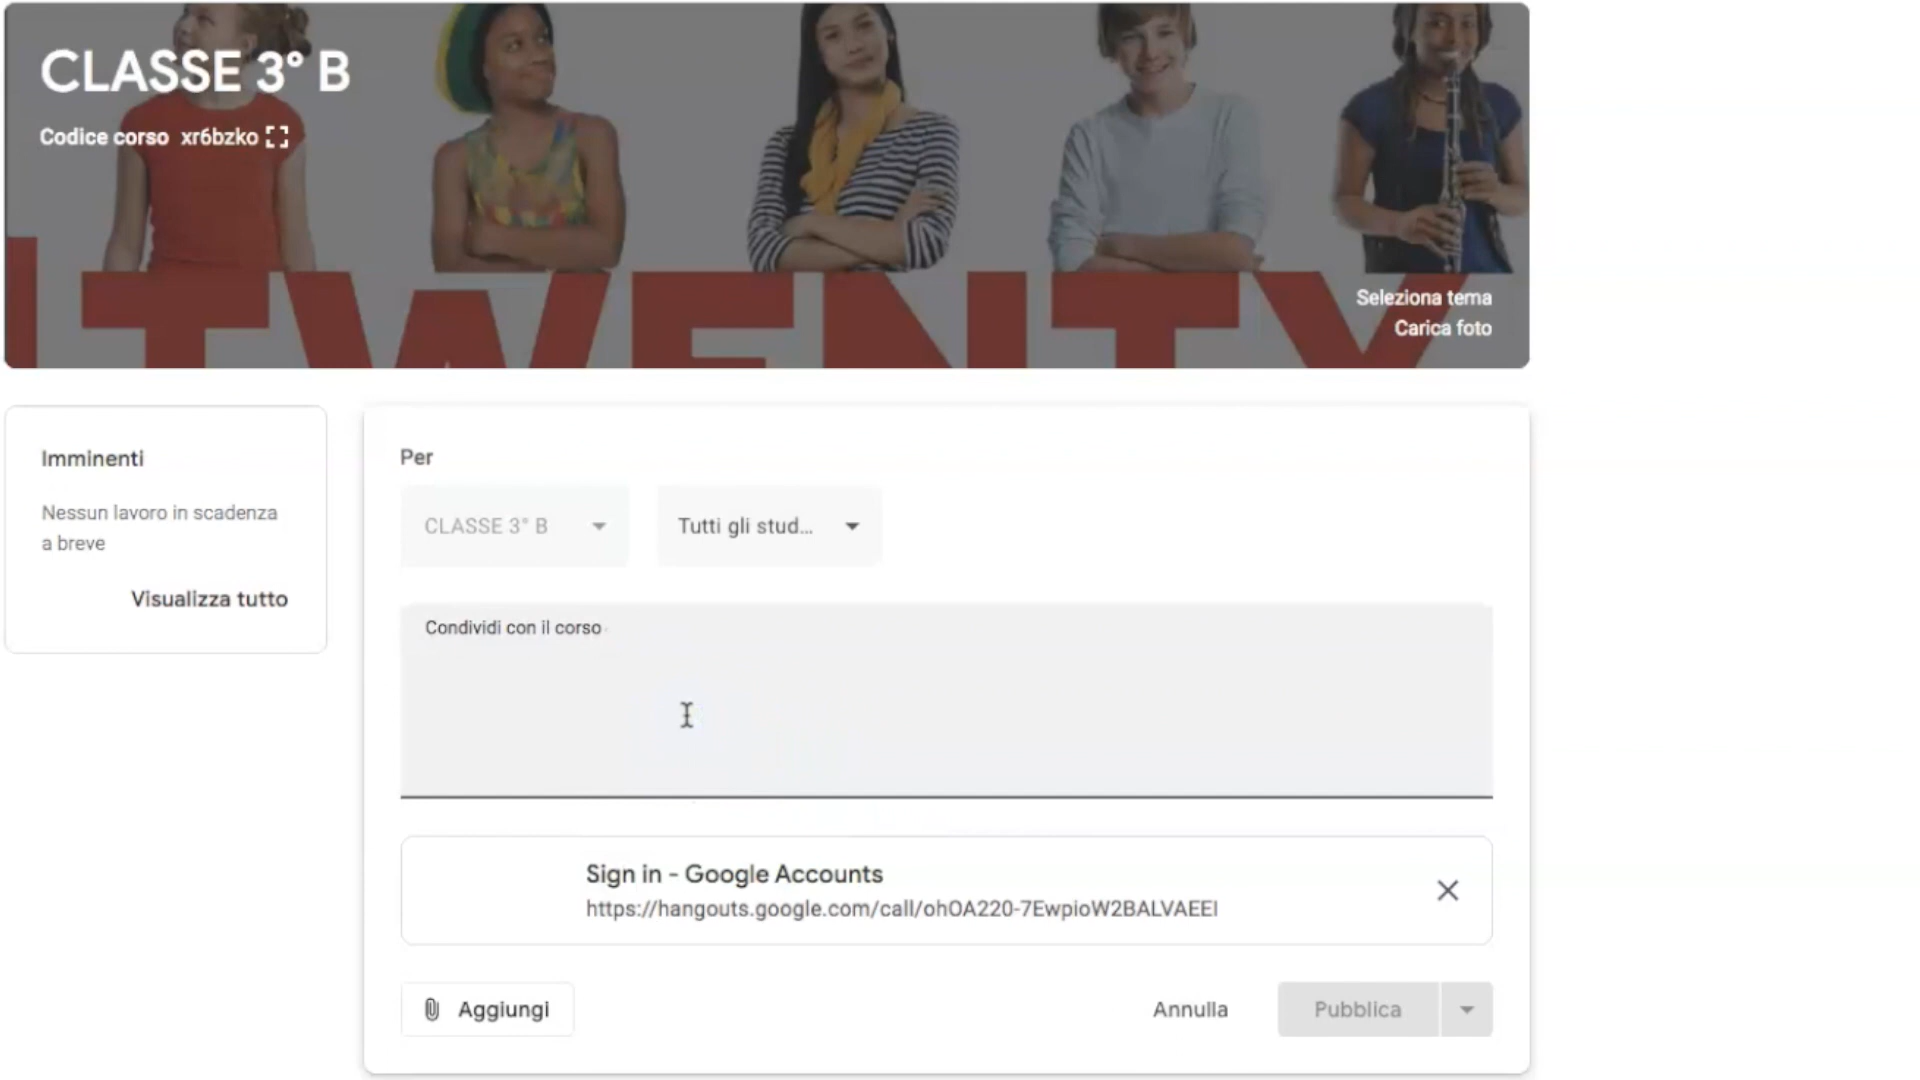 CLASSE 3° B
Codice corso xr6bzko
TWENTY
Seleziona tema
Carica foto
Imminenti
Nessun lavoro in scadenza
a breve
Visualizza tutto
Per
CLASSE 3° B
Tutti gli stud...
Condividi con il corso
Sign in - Google Accounts
https://hangouts.google.com/call/ohOA220-7EwpioW2BALVAEEI
Aggiungi
Annulla
Pubblica